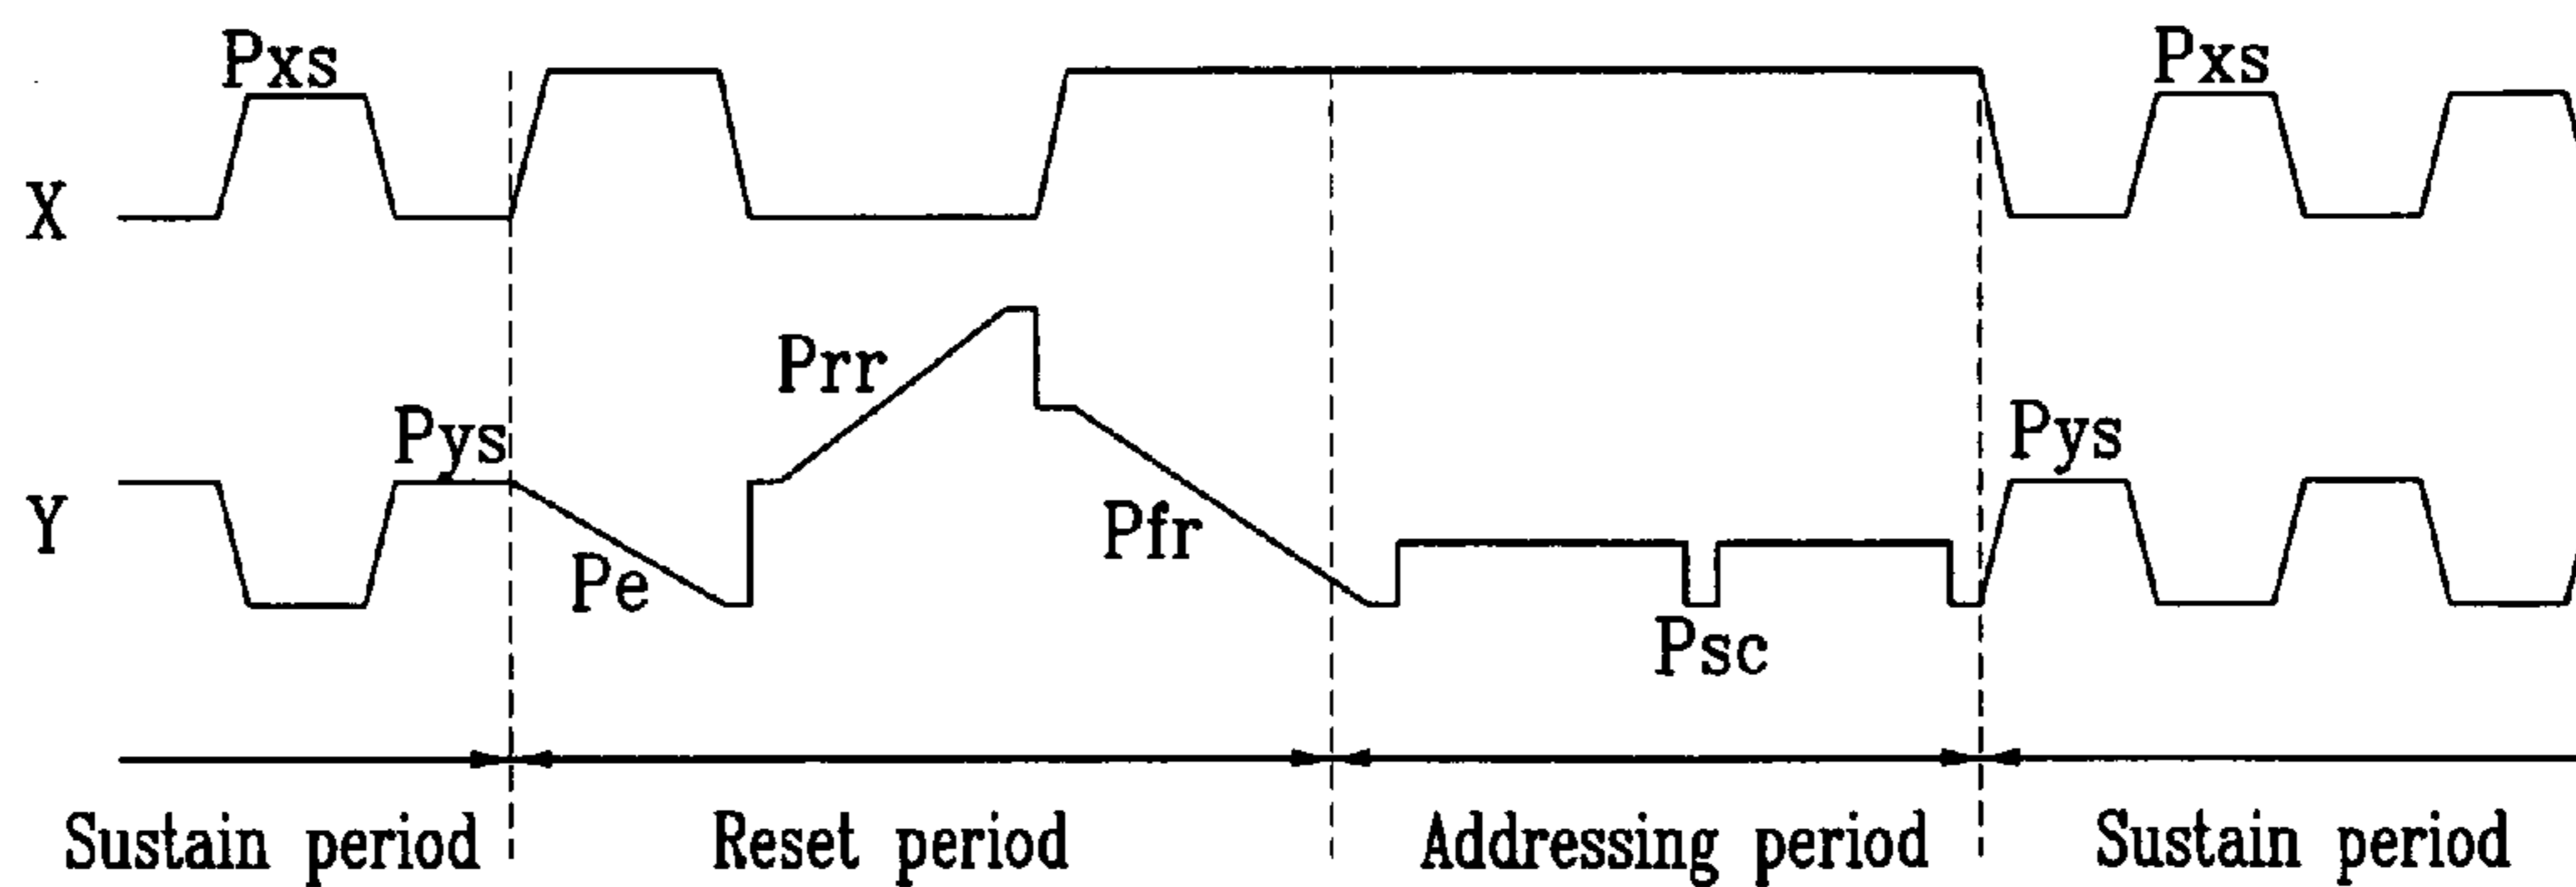 Pxs
Pxs
X
Prr
Pys
Pys
Y
Pfr
Pe
Psc
Sustain period
Reset period
Addressing period
Sustain period